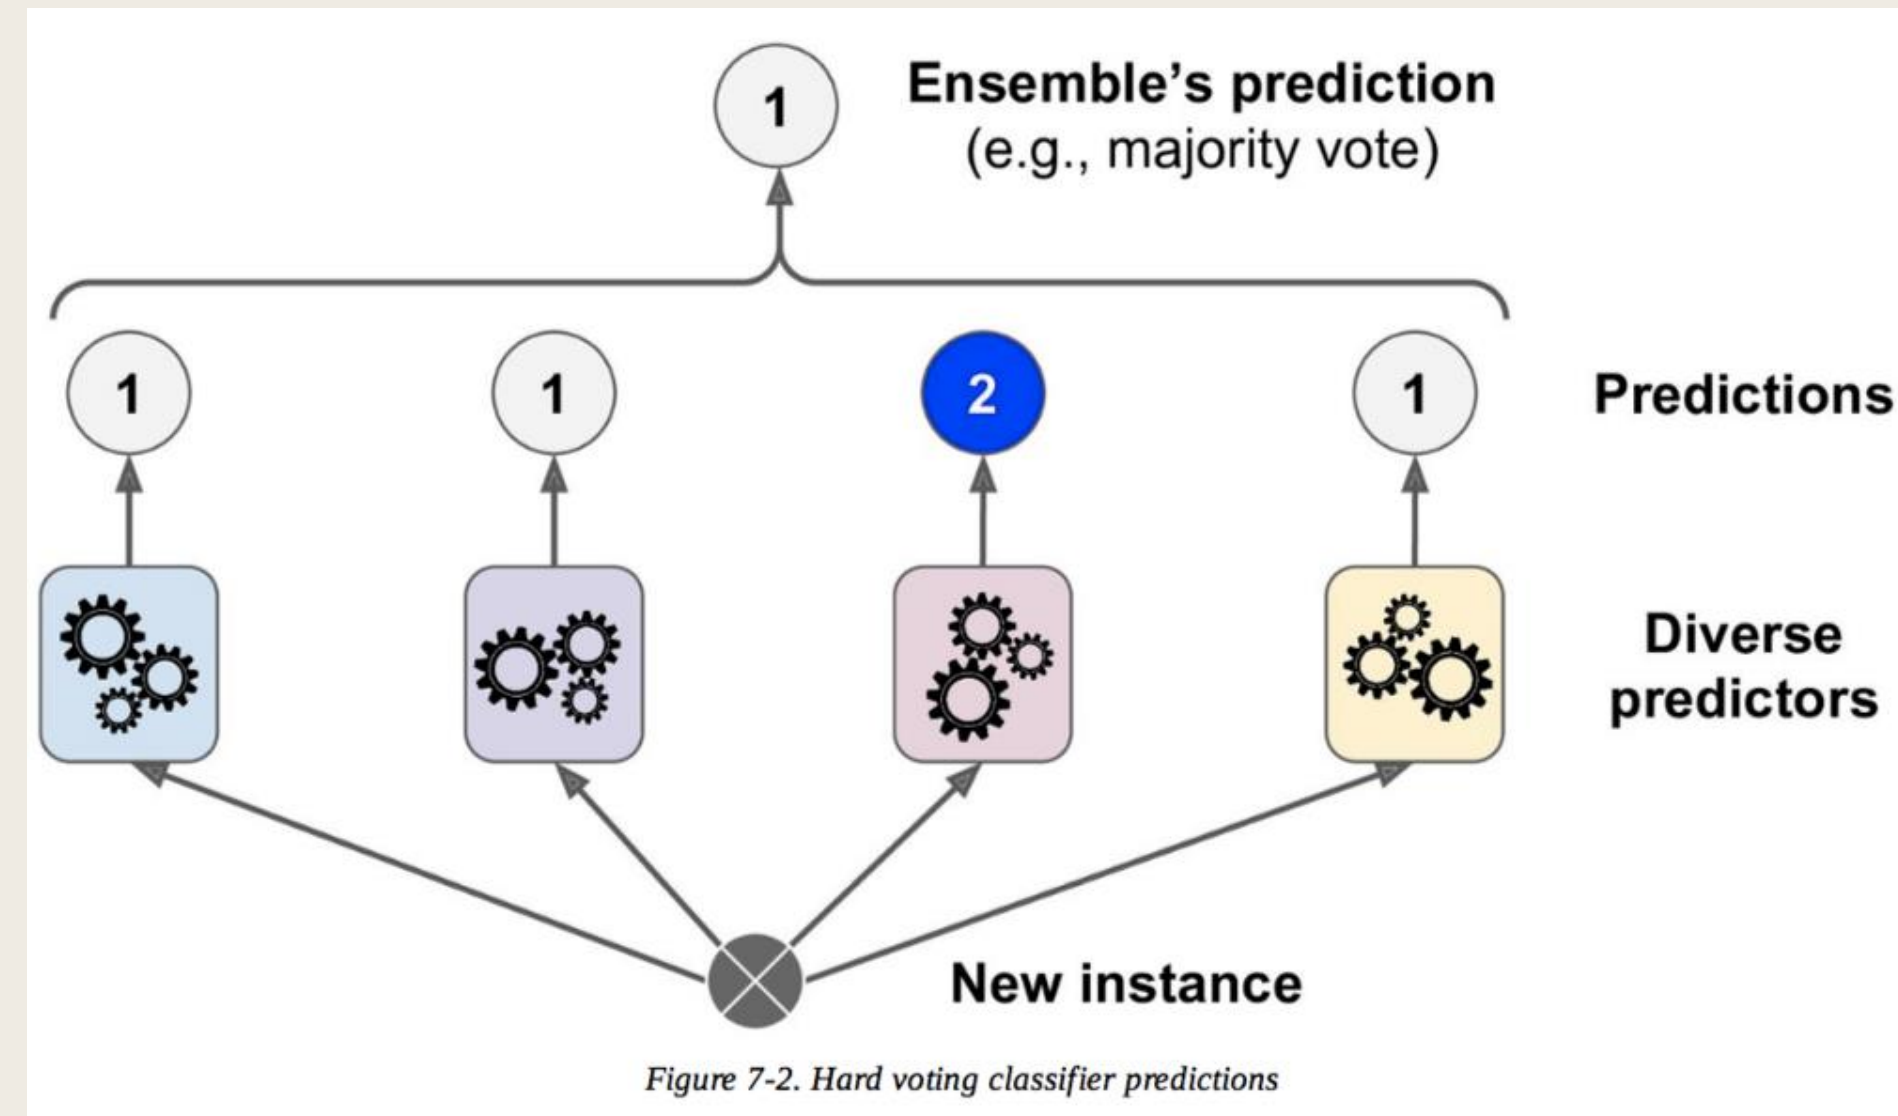 1
Ensemble’s prediction
(e.g., majority vote)
1
1
2
1
Predictions
Diverse
predictors
New instance
Figure 7-2. Hard voting classifier predictions